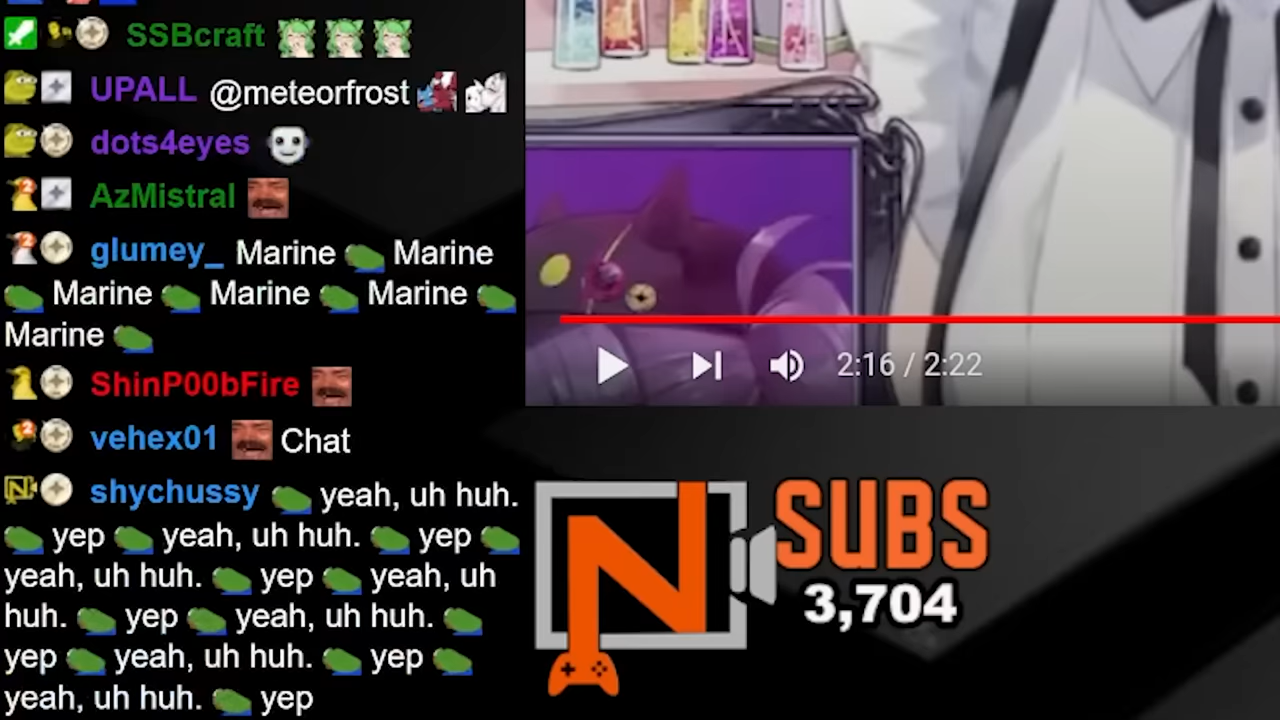 SSBcraft
UPALL @meteorfrost
dots4eyes
AzMistral
glumey_ Marine Marine
Marine Marine Marine
Marine
ShinP00bFire
vehex01 Chat
shychussy yeah, uh huh.
yep yeah, uh huh. yep
yeah, uh huh. yep yeah, uh
huh. yep yeah, uh huh.
yep yeah, uh huh. yep
yeah, uh huh. yep
2:16 / 2:22
N SUBS
3,704